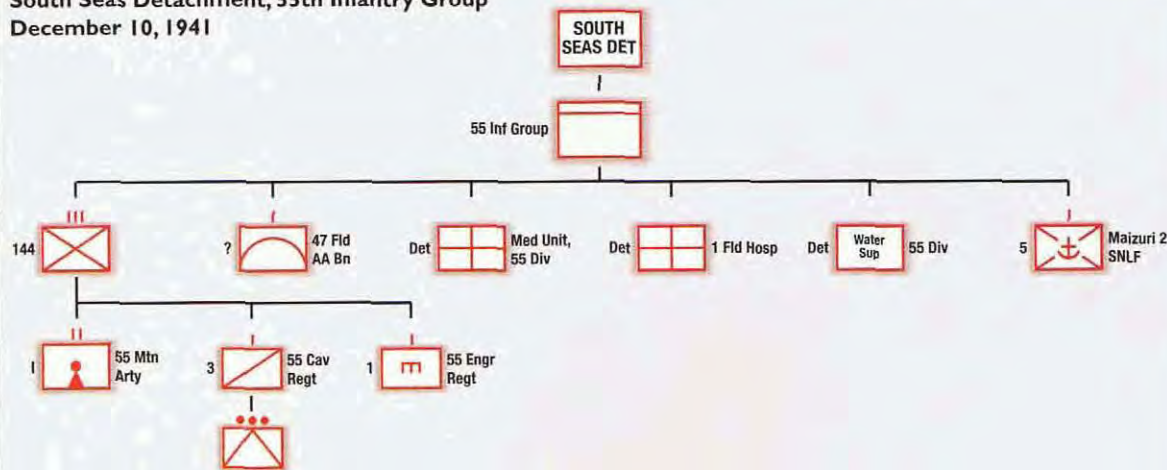 South Seas Detachment, 55th Infantry Group
December 10, 1941
SOUTH
SEAS DET
I
55 Inf Group
III
144
I
?
47 Fld
AA Bn
Det
Med Unit,
55 Div
Det
1 Fld Hosp
Det
Water
Sup
55 Div
I
5
Maizuri 2
SNLF
II
I
55 Mtn
Arty
I
3
55 Cav
Regt
I
1
55 Engr
Regt